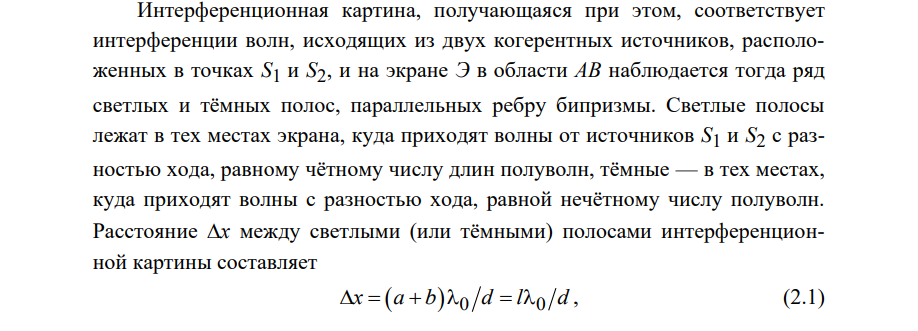 Интерференционная картина, получающаяся при этом, соответствует
интерференции волн, исходящих из двух когерентных источников, располо-
женных в точках S1 и S2, и на экране Э в области AB наблюдается тогда ряд
светлых и тёмных полос, параллельных ребру бипризмы. Светлые полосы
лежат в тех местах экрана, куда приходят волны от источников S1 и S2 с раз-
ностью хода, равному чётному числу длин полуволн, тёмные — в тех местах,
куда приходят волны с разностью хода, равной нечётному числу полуволн.
Расстояние Δx между светлыми (или тёмными) полосами интерференцион-
ной картины составляет
Δx = (a + b)λ0/d = lλ0/d , (2.1)